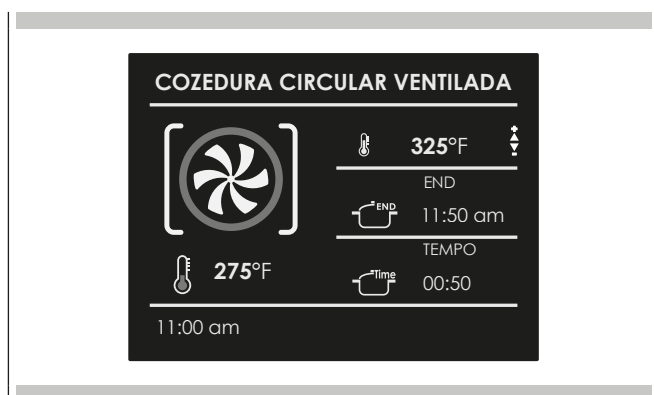 COZEDURA CIRCULAR VENTILADA
325°F
END
END 11:50 am
TEMPO
275°F
Time 00:50
11:00 am